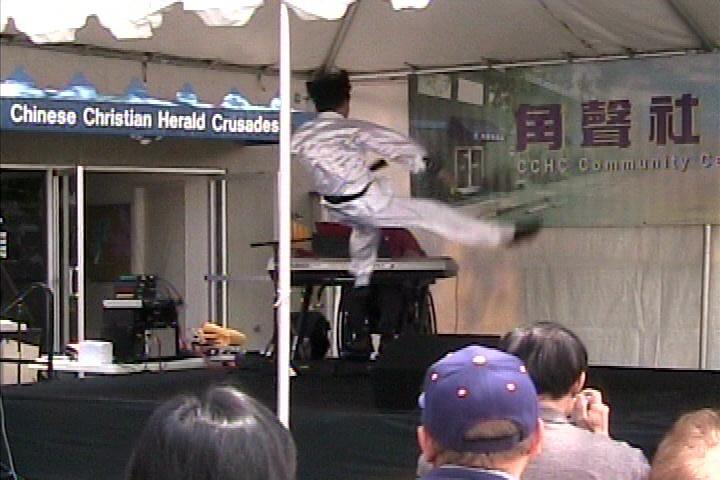 Chinese Christian Herald Crusades
角聲社
CCHC Community Ce